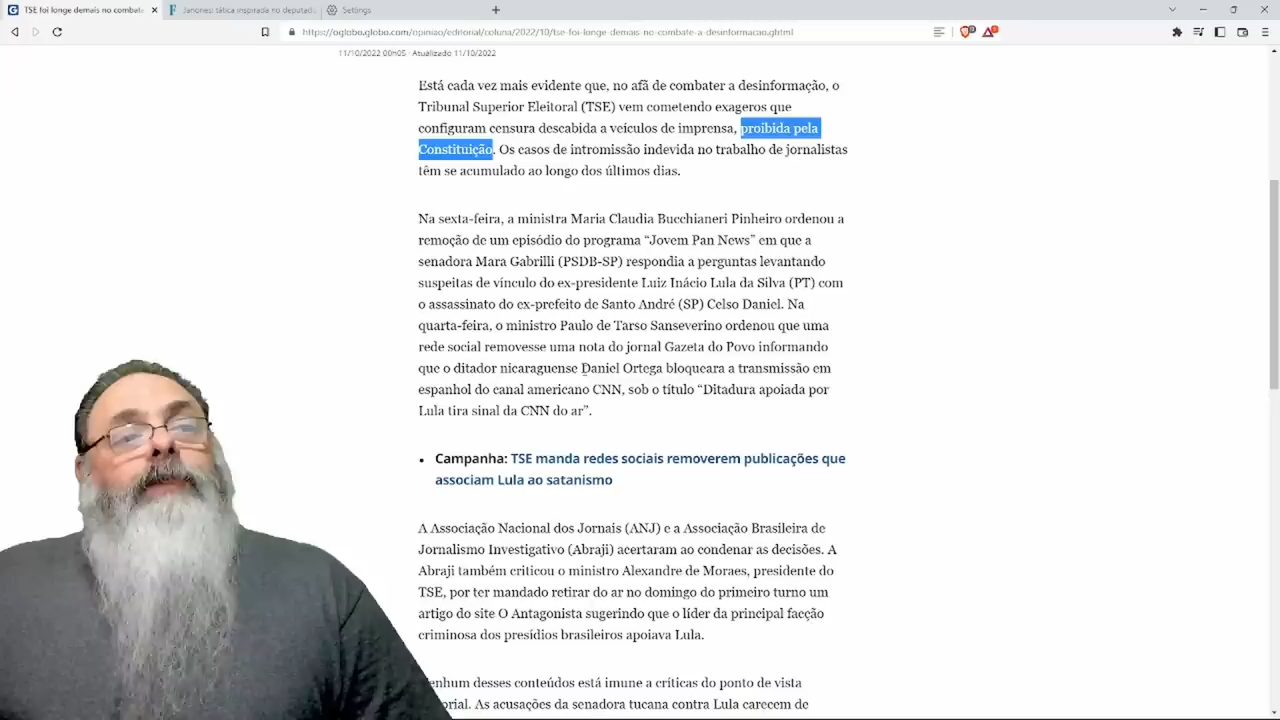 TSE foi longe demais no combate
Janones: tática inspirada no deputado
Settings
https://oglobo.globo.com/opiniao/editorial/coluna/2022/10/tse-foi-longe-demais-no-combate-a-desinformacao.ghtml
11/10/2022 00h05 · Atualizado 11/10/2022
Está cada vez mais evidente que, no afã de combater a desinformação, o
Tribunal Superior Eleitoral (TSE) vem cometendo exageros que
configuram censura descabida a veículos de imprensa, proibida pela
Constituição. Os casos de intromissão indevida no trabalho de jornalistas
têm se acumulado ao longo dos últimos dias.
Na sexta-feira, a ministra Maria Claudia Bucchianeri Pinheiro ordenou a
remoção de um episódio do programa “Jovem Pan News” em que a
senadora Mara Gabrilli (PSDB-SP) respondia a perguntas levantando
suspeitas de vínculo do ex-presidente Luiz Inácio Lula da Silva (PT) com
o assassinato do ex-prefeito de Santo André (SP) Celso Daniel. Na
quarta-feira, o ministro Paulo de Tarso Sanseverino ordenou que uma
rede social removesse uma nota do jornal Gazeta do Povo informando
que o ditador nicaraguense Daniel Ortega bloqueara a transmissão em
espanhol do canal americano CNN, sob o título “Ditadura apoiada por
Lula tira sinal da CNN do ar”.
• Campanha: TSE manda redes sociais removerem publicações que
associam Lula ao satanismo
A Associação Nacional dos Jornais (ANJ) e a Associação Brasileira de
Jornalismo Investigativo (Abraji) acertaram ao condenar as decisões. A
Abraji também criticou o ministro Alexandre de Moraes, presidente do
TSE, por ter mandado retirar do ar no domingo do primeiro turno um
artigo do site O Antagonista sugerindo que o líder da principal facção
criminosa dos presídios brasileiros apoiava Lula.
enhum desses conteúdos está imune a críticas do ponto de vista
orial. As acusações da senadora tucana contra Lula carecem de